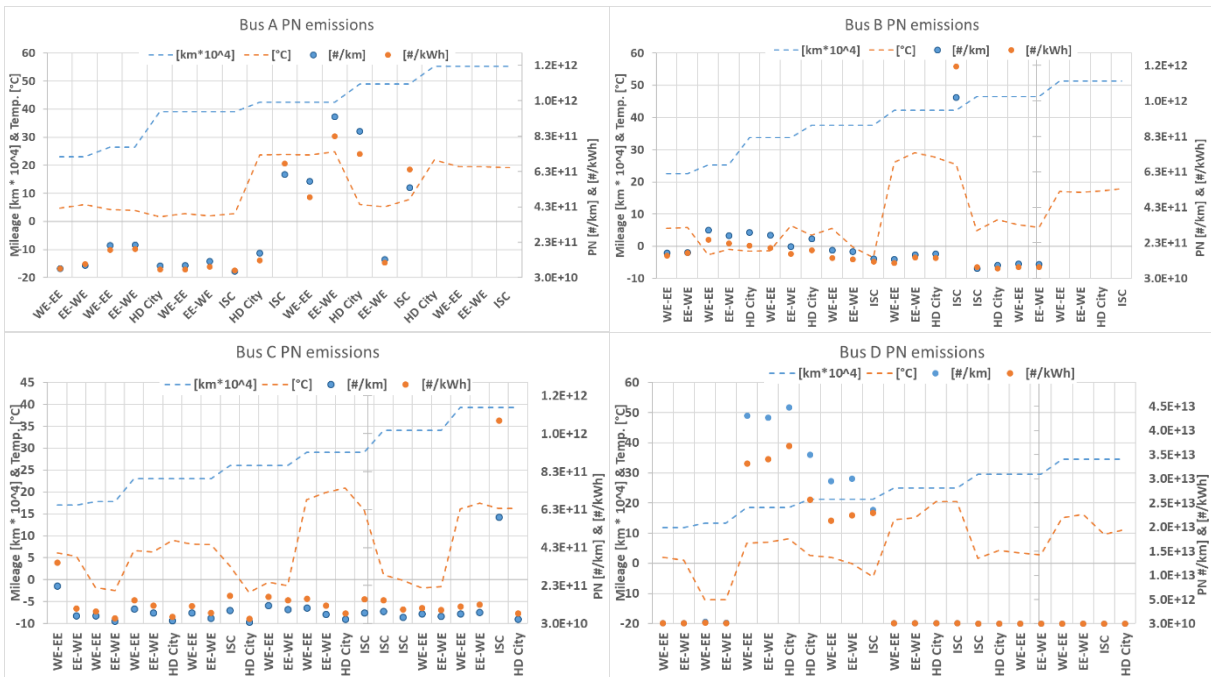 Bus A PN emissions
[km*10^4] [°C] [#/km] [#/kWh]
Mileage [km * 10^4] & Temp. [°C]
60
50
40
30
20
10
0
-10
-20
1.2E+12
1.0E+12
8.3E+11
6.3E+11
4.3E+11
2.3E+11
3.0E+10
PN [#/km] & [#/kWh]
WE-EE
EE-WE
WE-EE
EE-WE
HD City
WE-EE
EE-WE
ISC
HD City
ISC
WE-EE
EE-WE
HD City
EE-WE
ISC
HD City
WE-EE
EE-WE
ISC
Bus B PN emissions
[km*10^4] [°C] [#/km] [#/kWh]
Mileage [km * 10^4] & Temp. [°C]
60
50
40
30
20
10
0
-10
1.2E+12
1.0E+12
8.3E+11
6.3E+11
4.3E+11
2.3E+11
3.0E+10
PN [#/km] & [#/kWh]
WE-EE
EE-WE
WE-EE
EE-WE
HD City
WE-EE
EE-WE
HD City
WE-EE
EE-WE
ISC
WE-EE
EE-WE
HD City
ISC
ISC
HD City
WE-EE
EE-WE
WE-EE
EE-WE
HD City
ISC
Bus C PN emissions
[km*10^4] [°C] [#/km] [#/kWh]
Mileage [km * 10^4] & Temp. [°C]
45
40
35
30
25
20
15
10
5
0
-5
-10
1.2E+12
1.0E+12
8.3E+11
6.3E+11
4.3E+11
2.3E+11
3.0E+10
PN [#/km] & [#/kWh]
WE-EE
EE-WE
WE-EE
EE-WE
WE-EE
EE-WE
HD City
WE-EE
EE-WE
ISC
HD City
WE-EE
EE-WE
WE-EE
EE-WE
HD City
ISC
ISC
ISC
WE-EE
EE-WE
WE-EE
EE-WE
ISC
HD City
Bus D PN emissions
[km*10^4] [°C] [#/km] [#/kWh]
Mileage [km * 10^4] & Temp. [°C]
60
50
40
30
20
10
0
-10
-20
4.5E+13
4.0E+13
3.5E+13
3.0E+13
2.5E+13
2.0E+13
1.5E+13
1.0E+13
5.0E+12
3.0E+10
PN #/km] & [#/kWh]
WE-EE
EE-WE
WE-EE
EE-WE
WE-EE
EE-WE
HD City
HD City
WE-EE
EE-WE
ISC
WE-EE
EE-WE
HD City
ISC
HD City
WE-EE
EE-WE
ISC
WE-EE
EE-WE
ISC
HD City